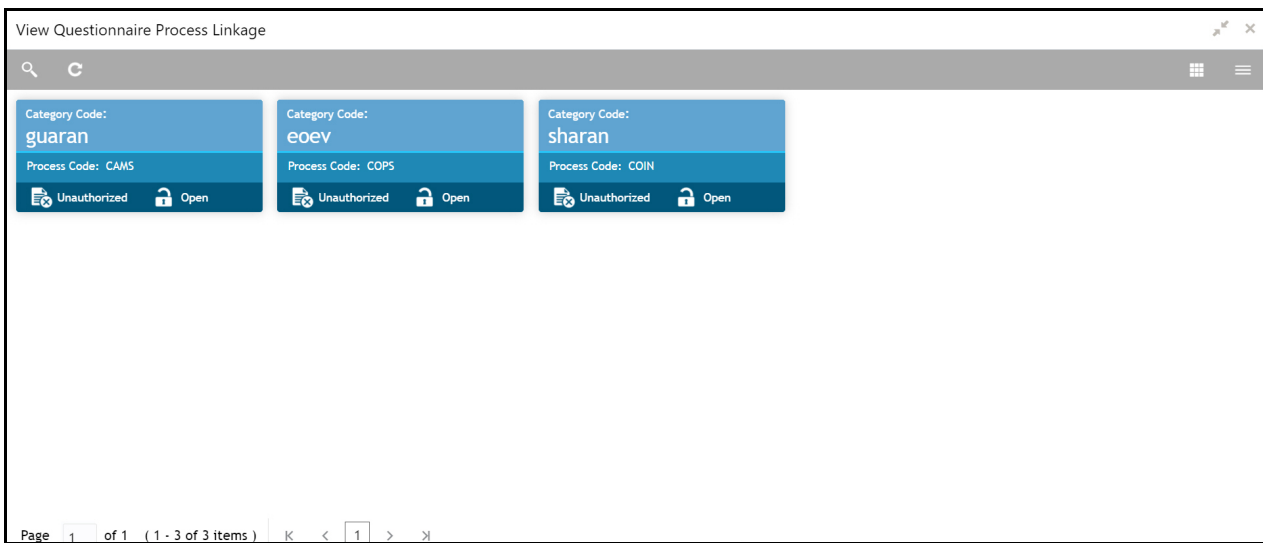 View Questionnaire Process Linkage
Category Code:
guaran
Process Code: CAMS
Unauthorized Open
Category Code:
eoev
Process Code: COPS
Unauthorized Open
Category Code:
sharan
Process Code: COIN
Unauthorized Open
Page 1 of 1 ( 1 - 3 of 3 items ) 1